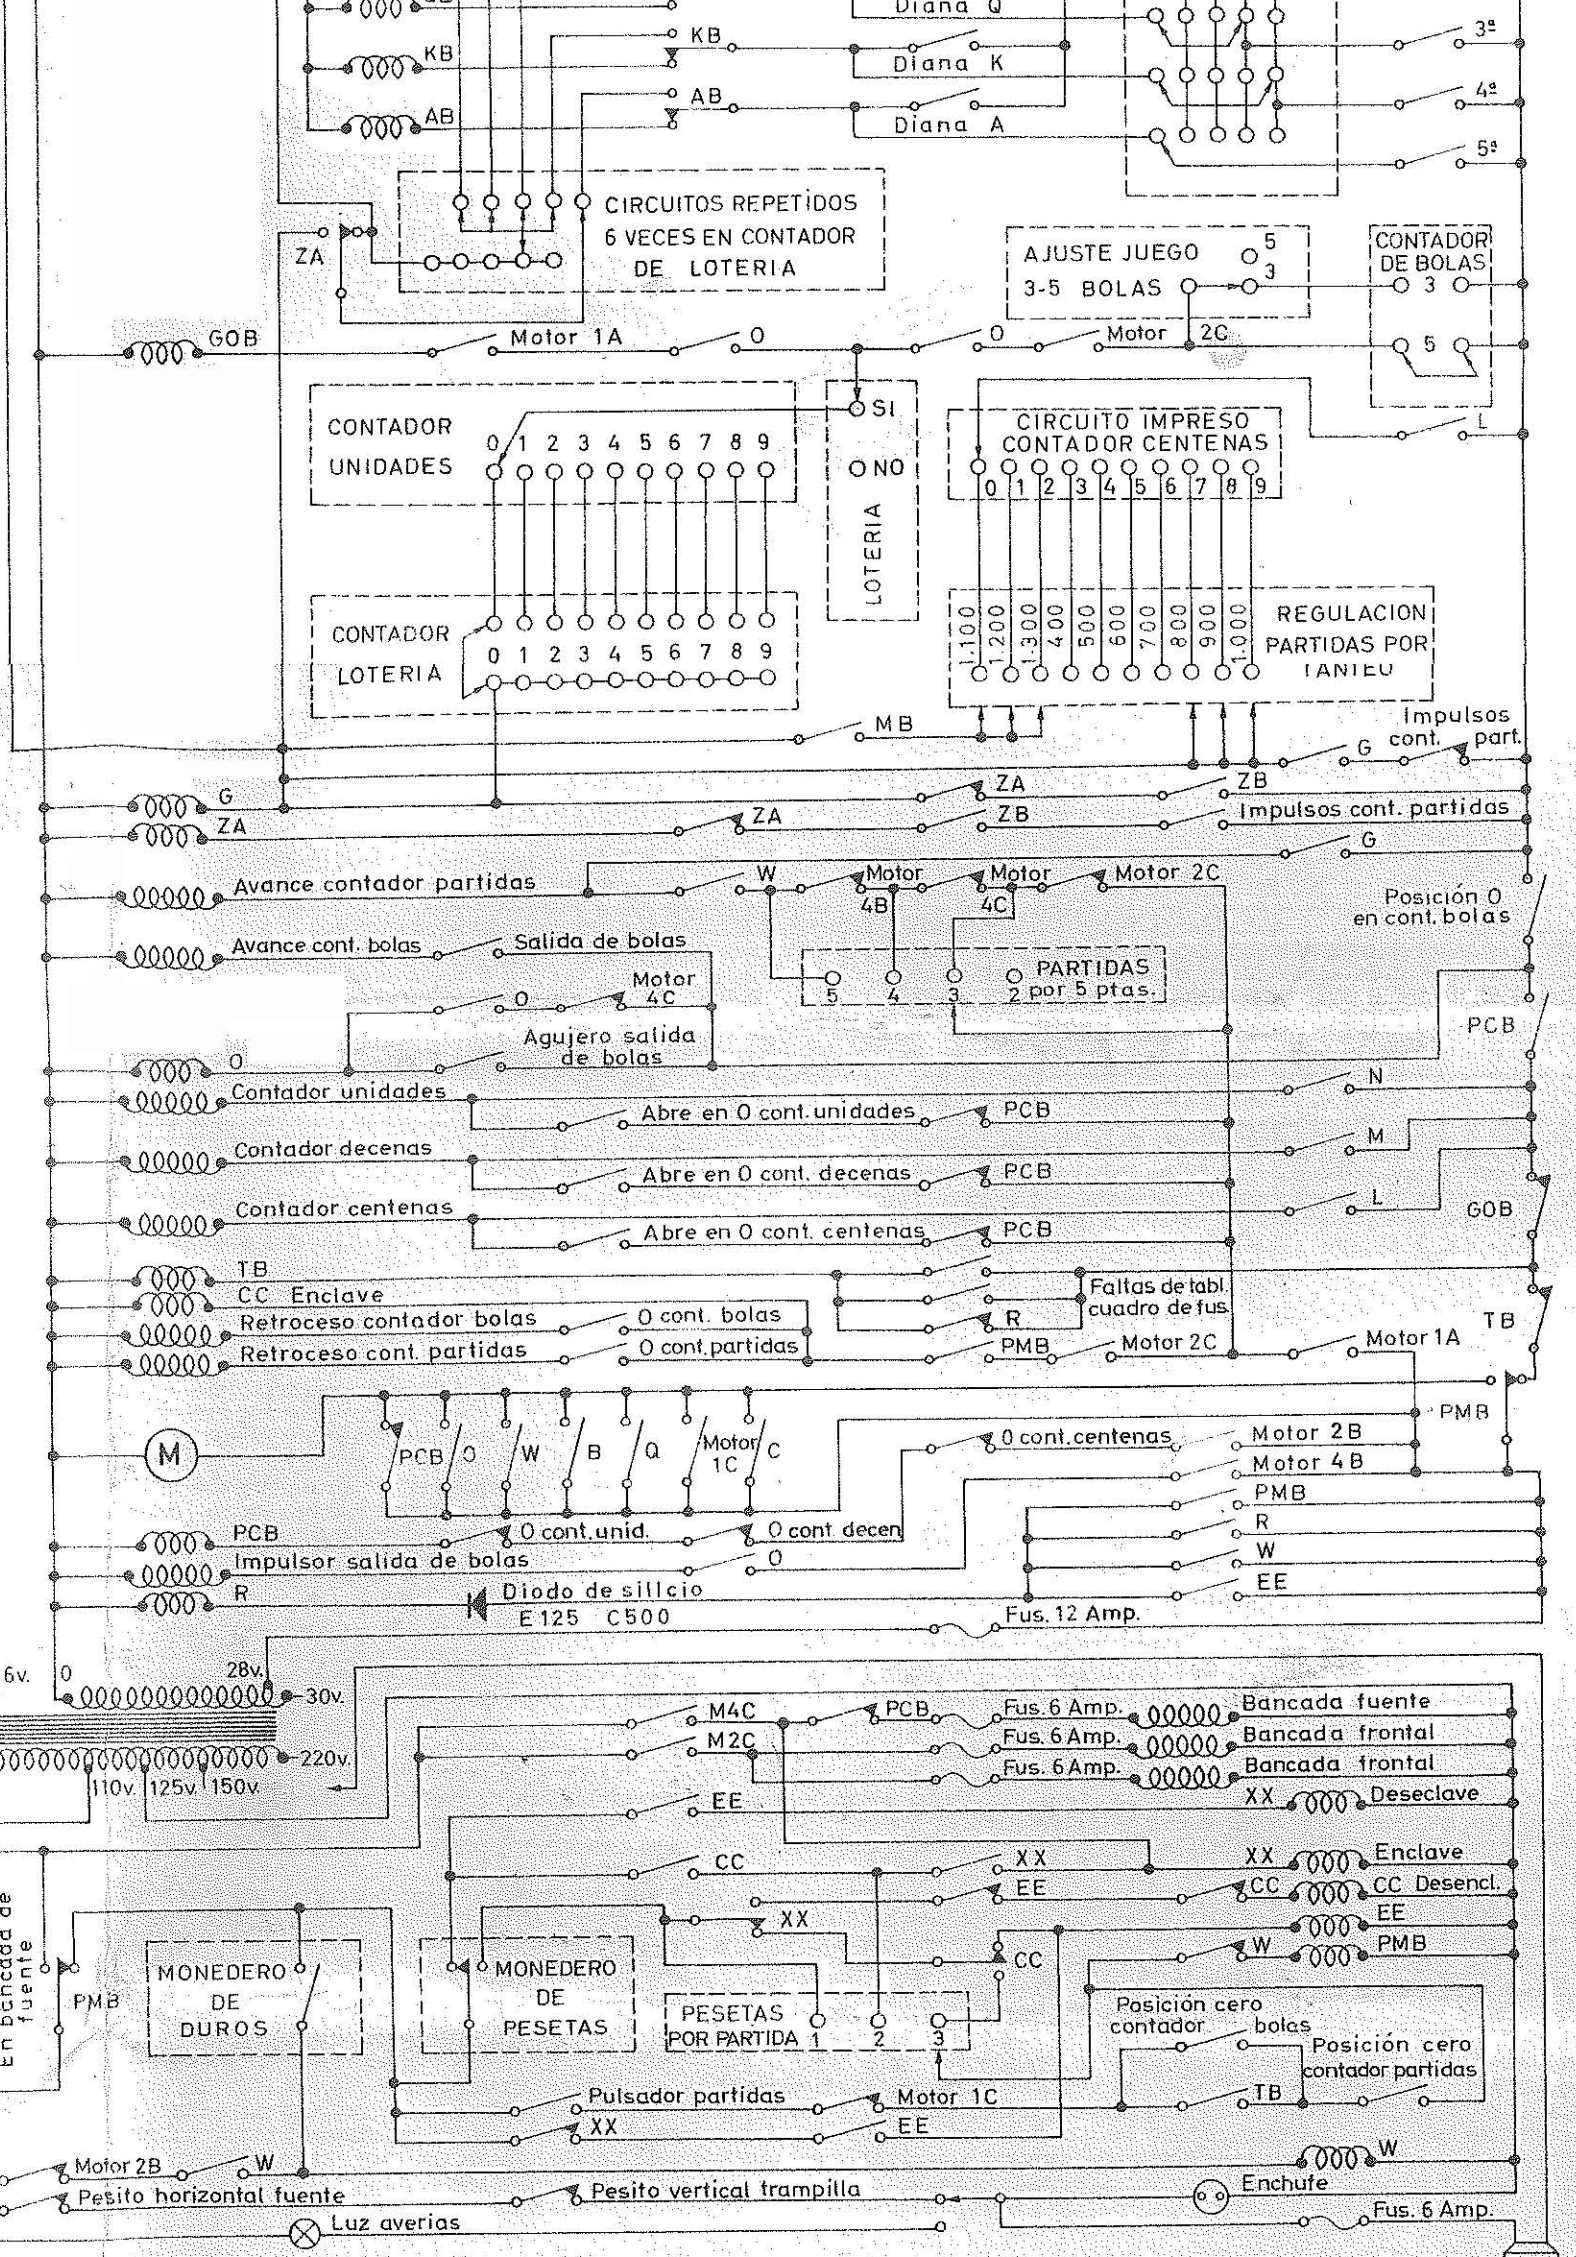 Diana Q
3ª
KB
KB
Diana K
4ª
AB
AB
Diana A
5ª
CIRCUITOS REPETIDOS
6 VECES EN CONTADOR
DE LOTERIA
ZA
AJUSTE JUEGO
3-5 BOLAS
5
3
CONTADOR
DE BOLAS
3
5
GOB
Motor 1A
O
O
Motor 2C
CONTADOR
UNIDADES
0 1 2 3 4 5 6 7 8 9
SI
NO
LOTERIA
CIRCUITO IMPRESO
CONTADOR CENTENAS
0 1 2 3 4 5 6 7 8 9
L
CONTADOR
LOTERIA
0 1 2 3 4 5 6 7 8 9
1.100 1.200 1.300 400 500 600 700 800 900 1.000
REGULACION
PARTIDAS POR
TANTEO
MB
Impulsos
cont. part.
G
G
ZA
ZB
ZA
ZA
ZB
Impulsos cont. partidas
G
Avance contador partidas
W
Motor
4B
Motor
4C
Motor 2C
Posición 0
en cont. bolas
Avance cont. bolas
Salida de bolas
PARTIDAS
por 5 ptas.
5 4 3 2
O
Motor
4C
PCB
O
Agujero salida
de bolas
Contador unidades
N
Abre en 0 cont. unidades
PCB
Contador decenas
M
Abre en 0 cont. decenas
PCB
Contador centenas
L
GOB
Abre en 0 cont. centenas
PCB
TB
CC Enclave
Faltas de tabl.
cuadro de fus.
Retroceso contador bolas
0 cont. bolas
R
TB
Retroceso cont. partidas
0 cont. partidas
PMB
Motor 2C
Motor 1A
PMB
M
PCB
O
W
B
Q
Motor
1C
C
0 cont. centenas
Motor 2B
Motor 4B
PMB
PCB
0 cont. unid.
0 cont. decen
R
Impulsor salida de bolas
O
W
R
Diodo de silicio
E125 C500
EE
Fus. 12 Amp.
6v.
0
28v.
30v.
220v.
110v.
125v.
150v.
M4C
PCB
Fus. 6 Amp.
Bancada fuente
M2C
Fus. 6 Amp.
Bancada frontal
Fus. 6 Amp.
Bancada frontal
EE
XX
Deseclave
CC
XX
XX
Enclave
EE
CC
CC Desencl.
XX
EE
CC
W
PMB
En bancada de
fuente
PMB
MONEDERO
DE
DUROS
MONEDERO
DE
PESETAS
PESETAS
POR PARTIDA
1 2 3
Posición cero
contador bolas
Posición cero
contador partidas
Pulsador partidas
Motor 1C
TB
XX
EE
Motor 2B
W
W
Pesito horizontal fuente
Pesito vertical trampilla
Enchufe
Luz averias
Fus. 6 Amp.